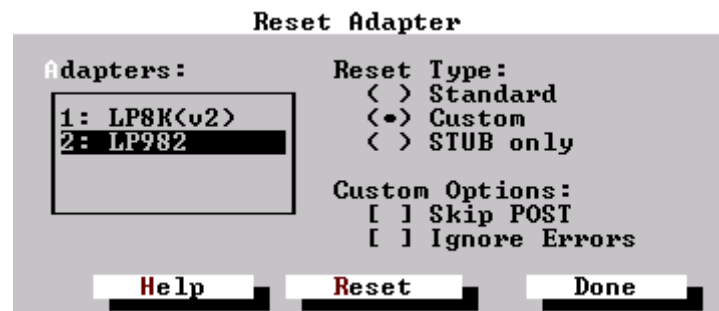 Reset Adapter
Adapters:
1: LP8K(v2)
2: LP982
Reset Type:
( ) Standard
(•) Custom
( ) STUB only
Custom Options:
[ ] Skip POST
[ ] Ignore Errors
Help
Reset
Done